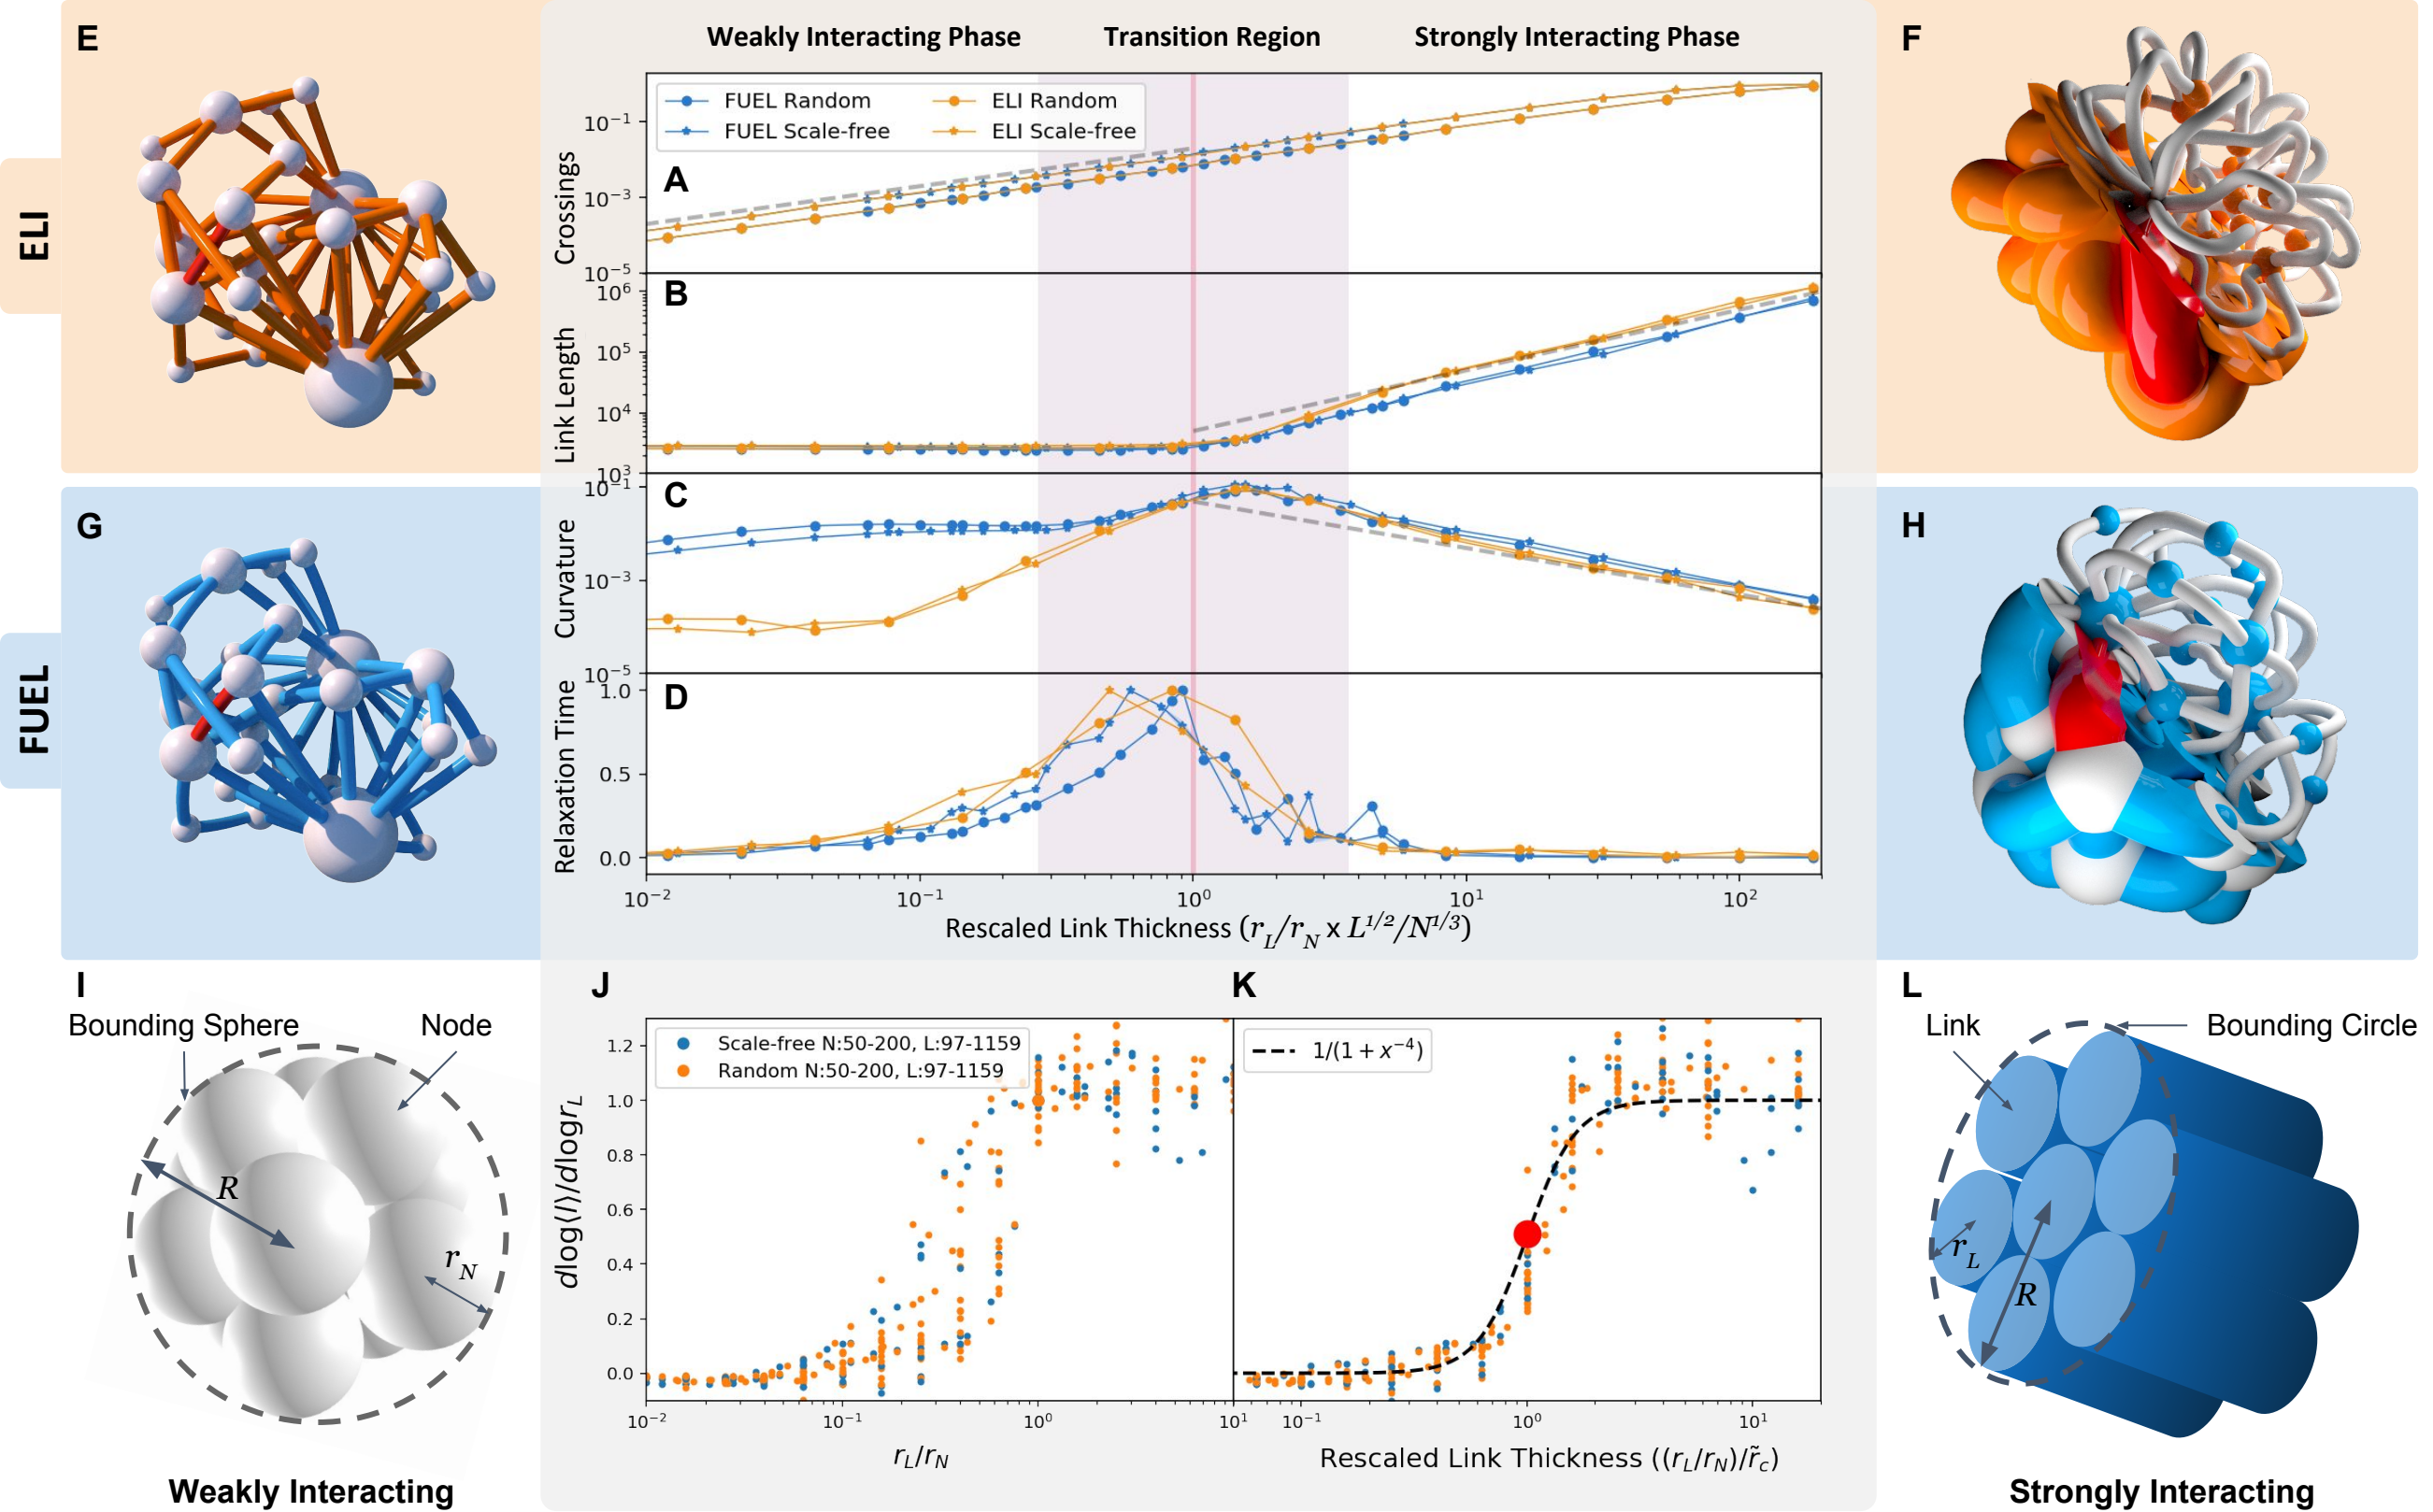 E
Weakly Interacting Phase Transition Region Strongly Interacting Phase
F
ELI
FUEL Random
FUEL Scale-free
ELI Random
ELI Scale-free
A
Crossings
10⁻¹
10⁻³
10⁻⁵
B
Link Length
10⁶
10⁵
10⁴
10³
G
FUEL
C
Curvature
10⁻¹
10⁻³
10⁻⁵
D
Relaxation Time
1.0
0.5
0.0
10⁻² 10⁻¹ 10⁰ 10¹ 10²
Rescaled Link Thickness (r_L/r_N x L^{1/2}/N^{1/3})
H
I
Bounding Sphere
Node
R
r_N
Weakly Interacting
J
Scale-free N:50-200, L:97-1159
Random N:50-200, L:97-1159
dlog⟨l⟩/dlogr_L
1.2
1.0
0.8
0.6
0.4
0.2
0.0
10⁻² 10⁻¹ 10⁰ 10¹
r_L/r_N
K
1/(1 + x⁻⁴)
10⁻¹ 10⁰ 10¹
Rescaled Link Thickness ((r_L/r_N)/r̃_c)
L
Link
Bounding Circle
r_L
R
Strongly Interacting